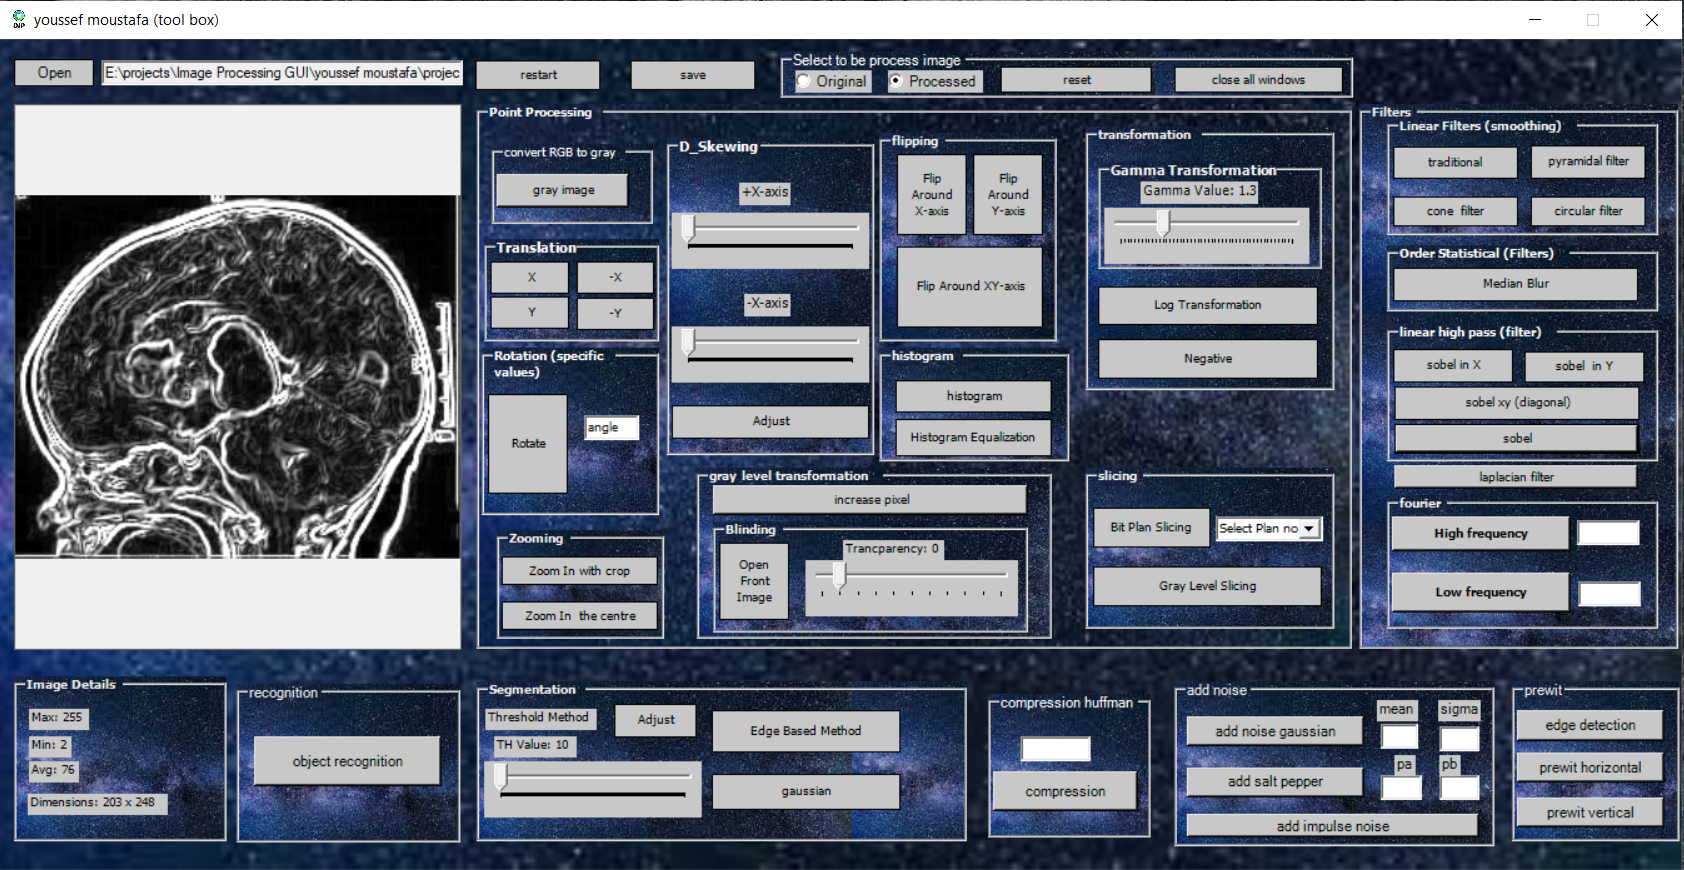 youssef moustafa (tool box)
Open
E:\projects\Image Processing GUI\youssef moustafa\projec
restart
save
Select to be process image
Original
Processed
reset
close all windows
Point Processing
convert RGB to gray
gray image
Translation
X
-X
Y
-Y
Rotation (specific
values)
Rotate
angle
Zooming
Zoom In with crop
Zoom In  the centre
D_Skewing
+X-axis
-X-axis
Adjust
flipping
Flip
Around
X-axis
Flip
Around
Y-axis
Flip Around XY-axis
histogram
histogram
Histogram Equalization
gray level transformation
increase pixel
Blinding
Open
Front
Image
Trancparency: 0
transformation
Gamma Transformation
Gamma Value: 1.3
Log Transformation
Negative
slicing
Bit Plan Slicing
Select Plan no
Gray Level Slicing
Filters
Linear Filters (smoothing)
traditional
pyramidal filter
cone  filter
circular filter
Order Statistical (Filters)
Median Blur
linear high pass (filter)
sobel in X
sobel  in Y
sobel xy (diagonal)
sobel
laplacian filter
fourier
High frequency
Low frequency
Image Details
Max: 255
Min: 2
Avg: 76
Dimensions: 203 x 248
recognition
object recognition
Segmentation
Threshold Method
Adjust
TH Value: 10
Edge Based Method
gaussian
compression huffman
compression
add noise
mean
sigma
add noise gaussian
pa
pb
add salt pepper
add impulse noise
prewit
edge detection
prewit horizontal
prewit vertical